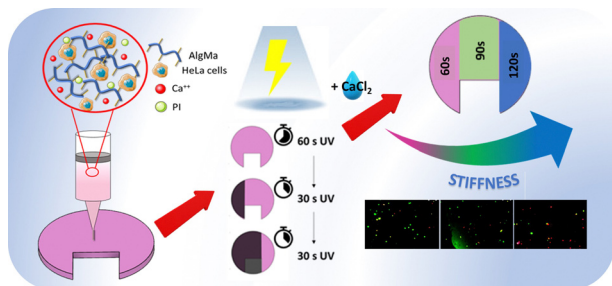 AlgMa
HeLa cells
Ca⁺⁺
PI
+ CaCl₂
60 s UV
30 s UV
30 s UV
60s
90s
120s
STIFFNESS